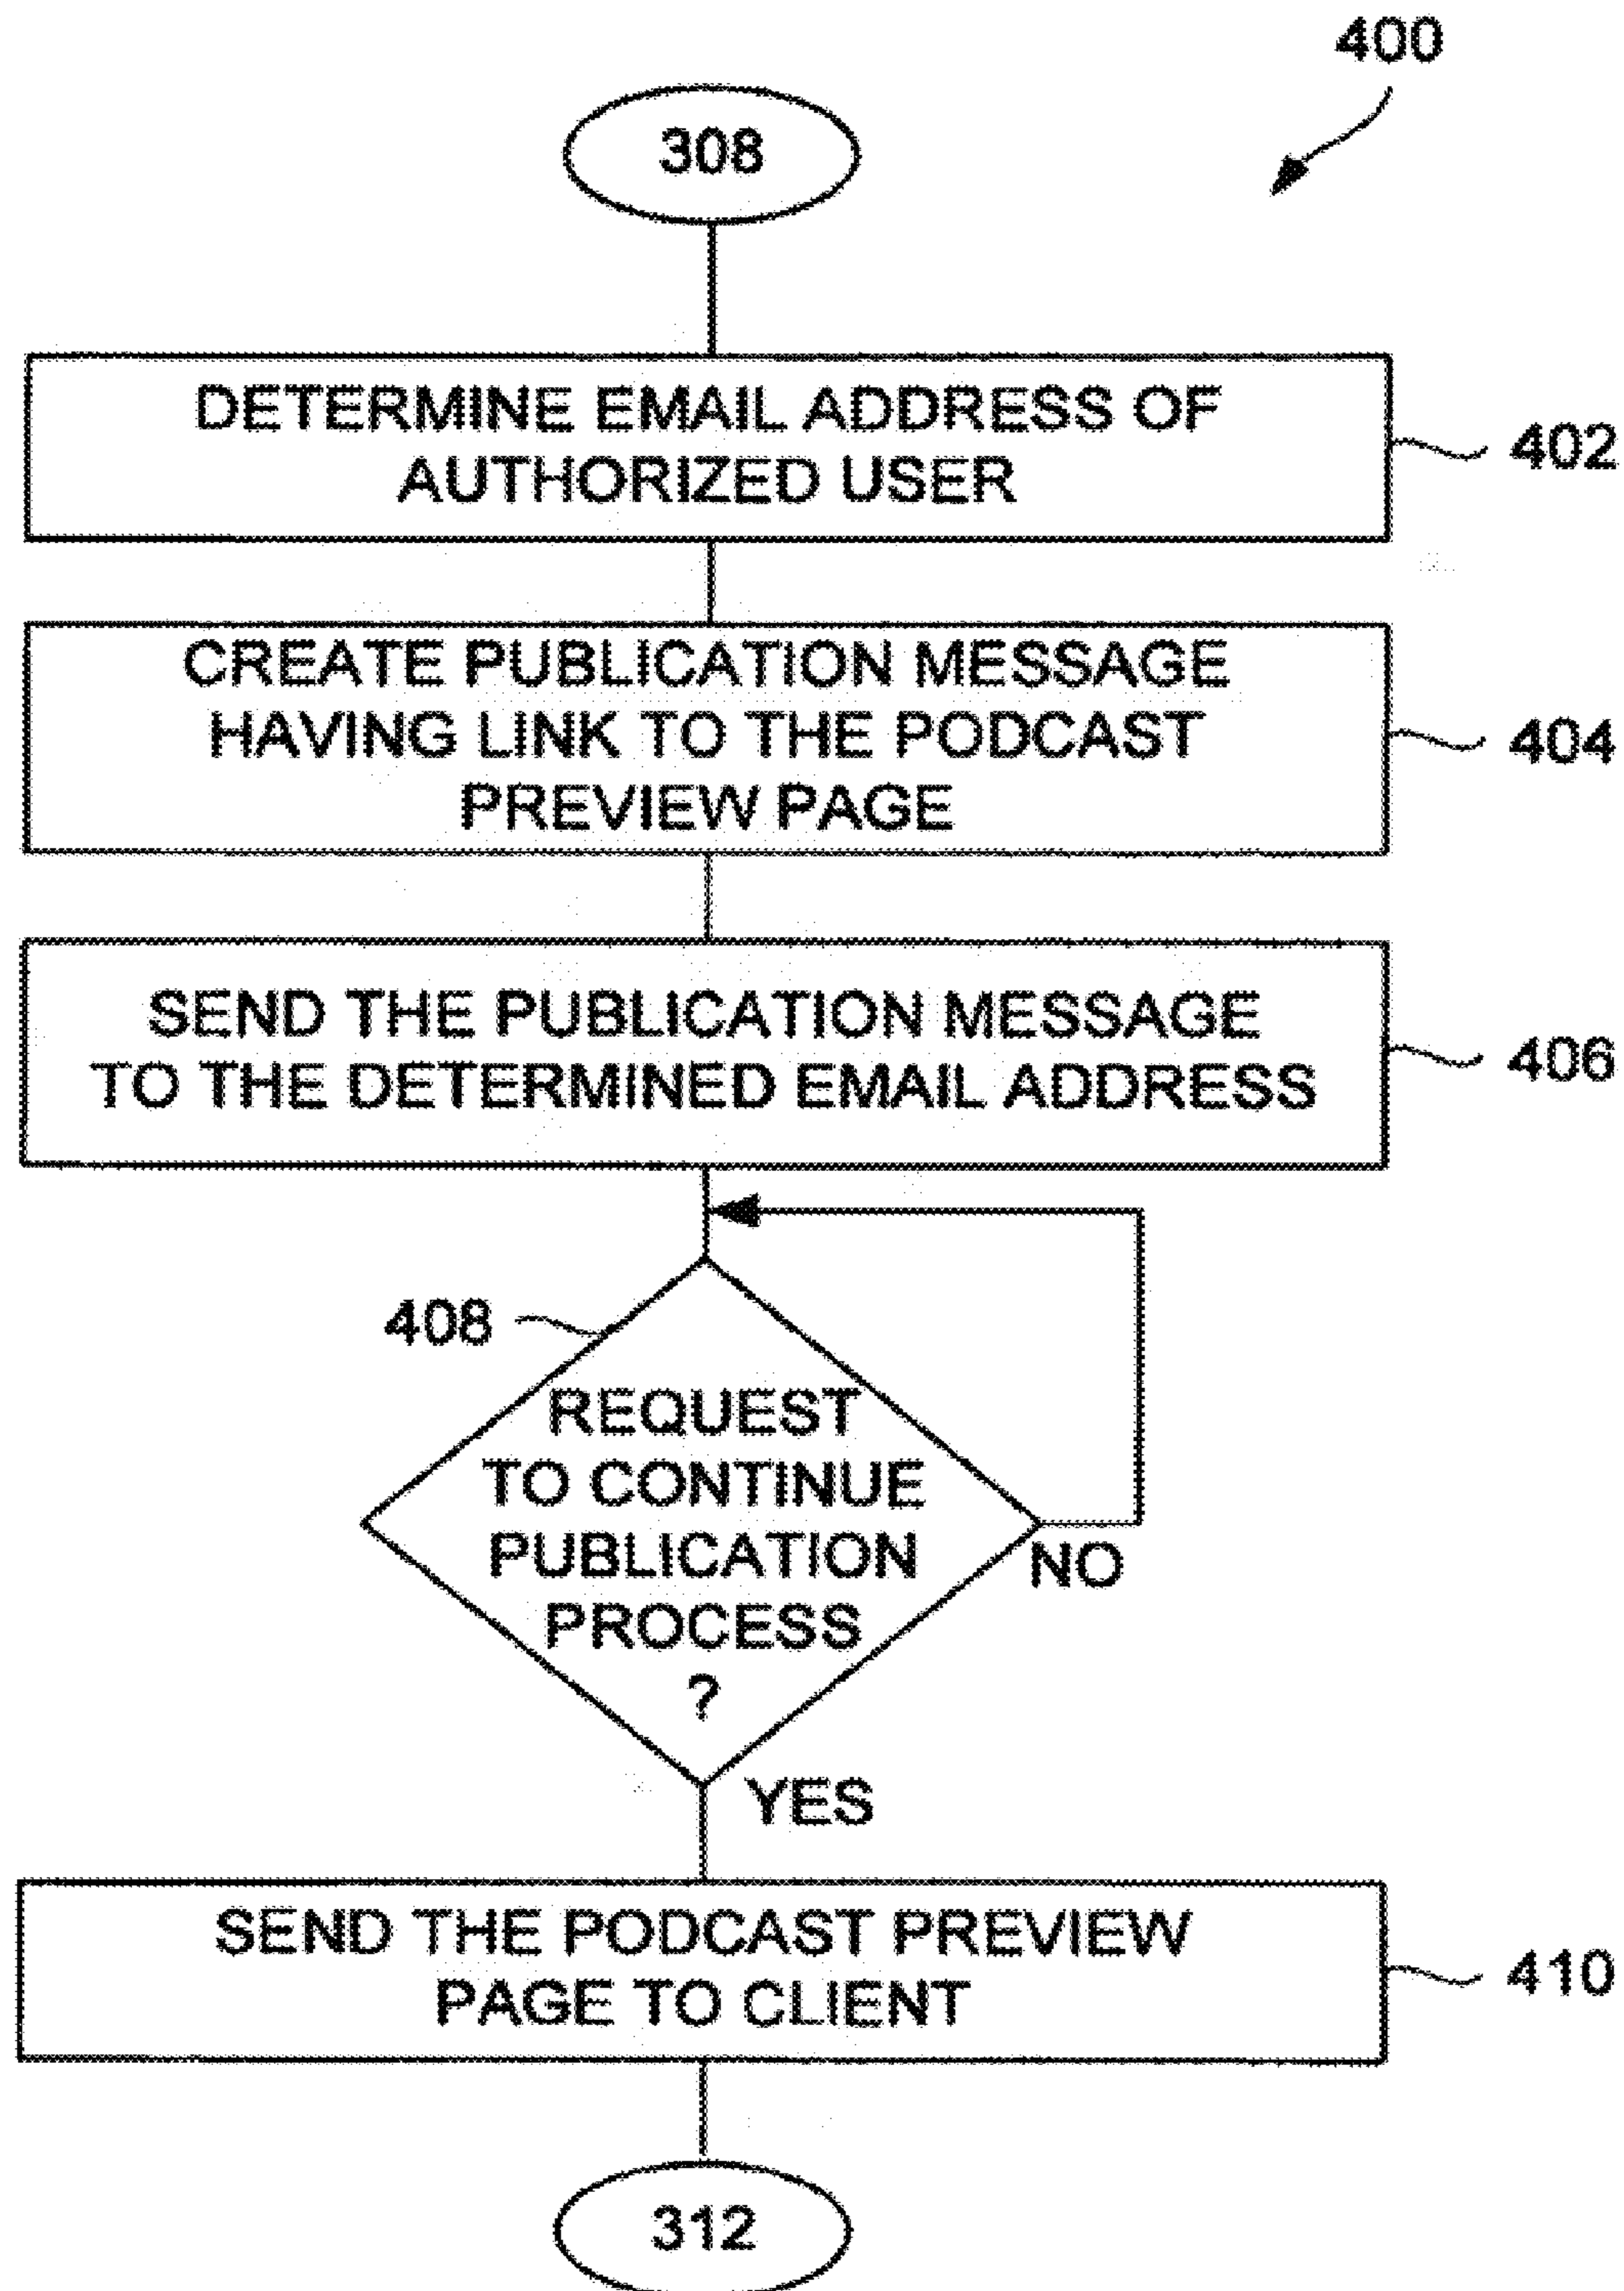 400
308
DETERMINE EMAIL ADDRESS OF
AUTHORIZED USER
402
CREATE PUBLICATION MESSAGE
HAVING LINK TO THE PODCAST
PREVIEW PAGE
404
SEND THE PUBLICATION MESSAGE
TO THE DETERMINED EMAIL ADDRESS
406
408
REQUEST
TO CONTINUE
PUBLICATION
PROCESS
?
NO
YES
SEND THE PODCAST PREVIEW
PAGE TO CLIENT
410
312